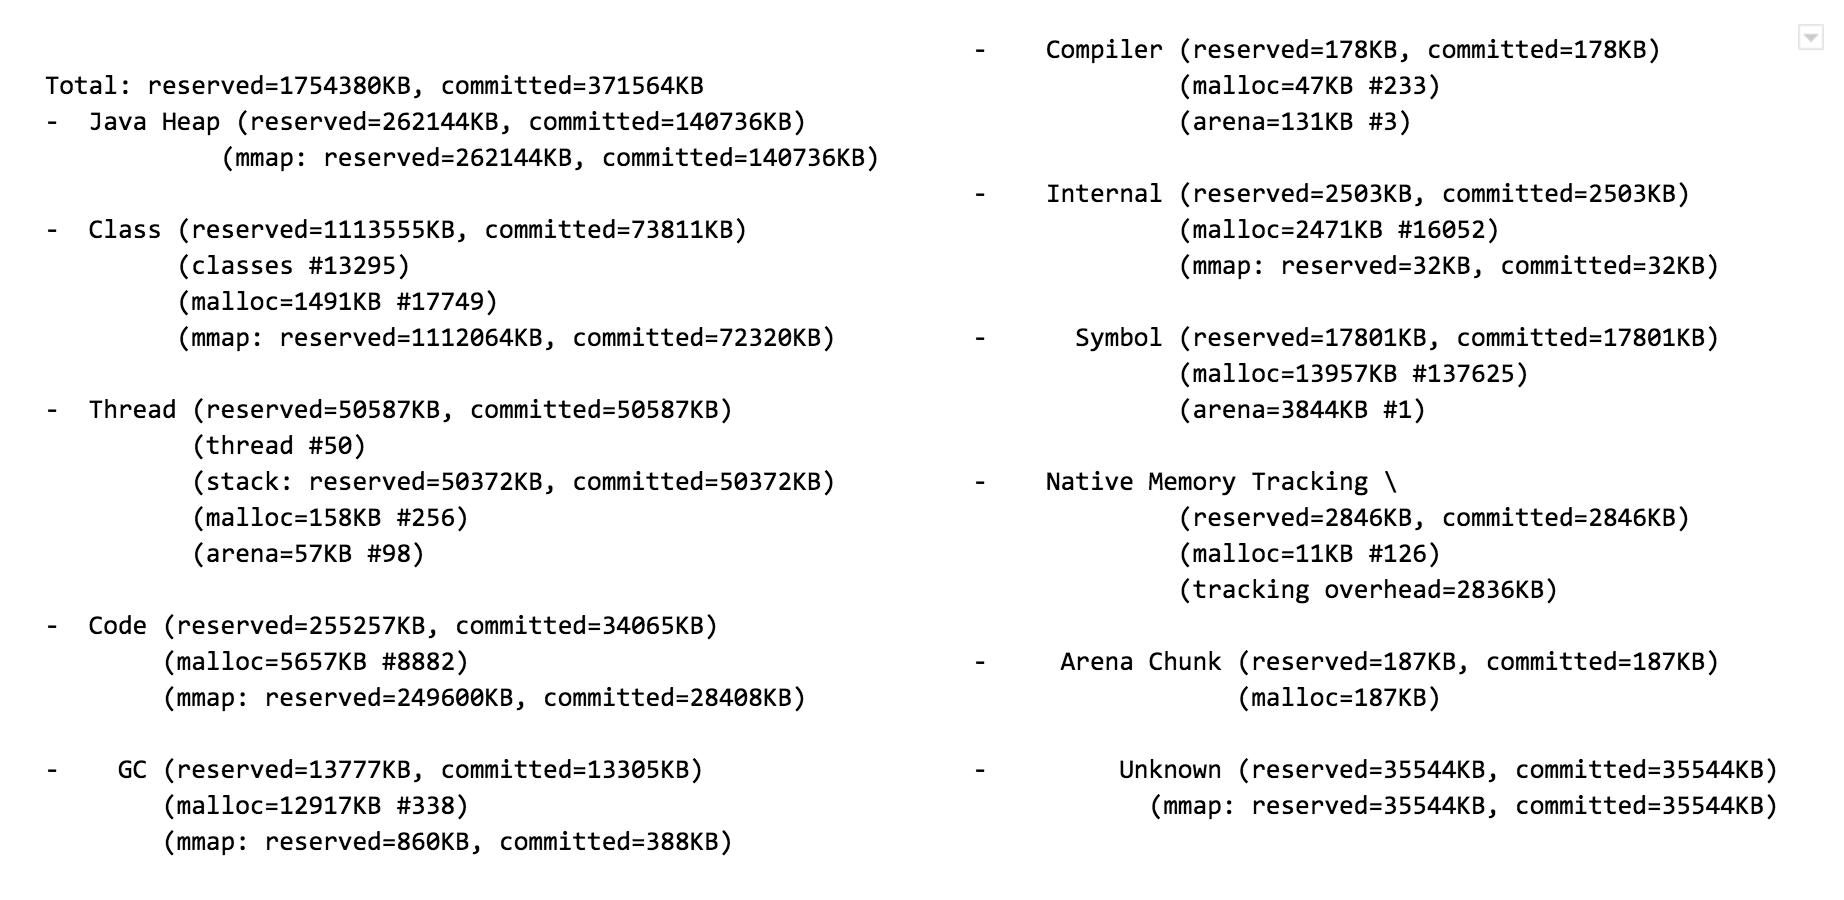 Total: reserved=1754380KB, committed=371564KB
- Java Heap (reserved=262144KB, committed=140736KB)
(mmap: reserved=262144KB, committed=140736KB)
- Class (reserved=1113555KB, committed=73811KB)
(classes #13295)
(malloc=1491KB #17749)
(mmap: reserved=1112064KB, committed=72320KB)
- Thread (reserved=50587KB, committed=50587KB)
(thread #50)
(stack: reserved=50372KB, committed=50372KB)
(malloc=158KB #256)
(arena=57KB #98)
- Code (reserved=255257KB, committed=34065KB)
(malloc=5657KB #8882)
(mmap: reserved=249600KB, committed=28408KB)
- GC (reserved=13777KB, committed=13305KB)
(malloc=12917KB #338)
(mmap: reserved=860KB, committed=388KB)
- Compiler (reserved=178KB, committed=178KB)
(malloc=47KB #233)
(arena=131KB #3)
- Internal (reserved=2503KB, committed=2503KB)
(malloc=2471KB #16052)
(mmap: reserved=32KB, committed=32KB)
- Symbol (reserved=17801KB, committed=17801KB)
(malloc=13957KB #137625)
(arena=3844KB #1)
- Native Memory Tracking \
(reserved=2846KB, committed=2846KB)
(malloc=11KB #126)
(tracking overhead=2836KB)
- Arena Chunk (reserved=187KB, committed=187KB)
(malloc=187KB)
- Unknown (reserved=35544KB, committed=35544KB)
(mmap: reserved=35544KB, committed=35544KB)